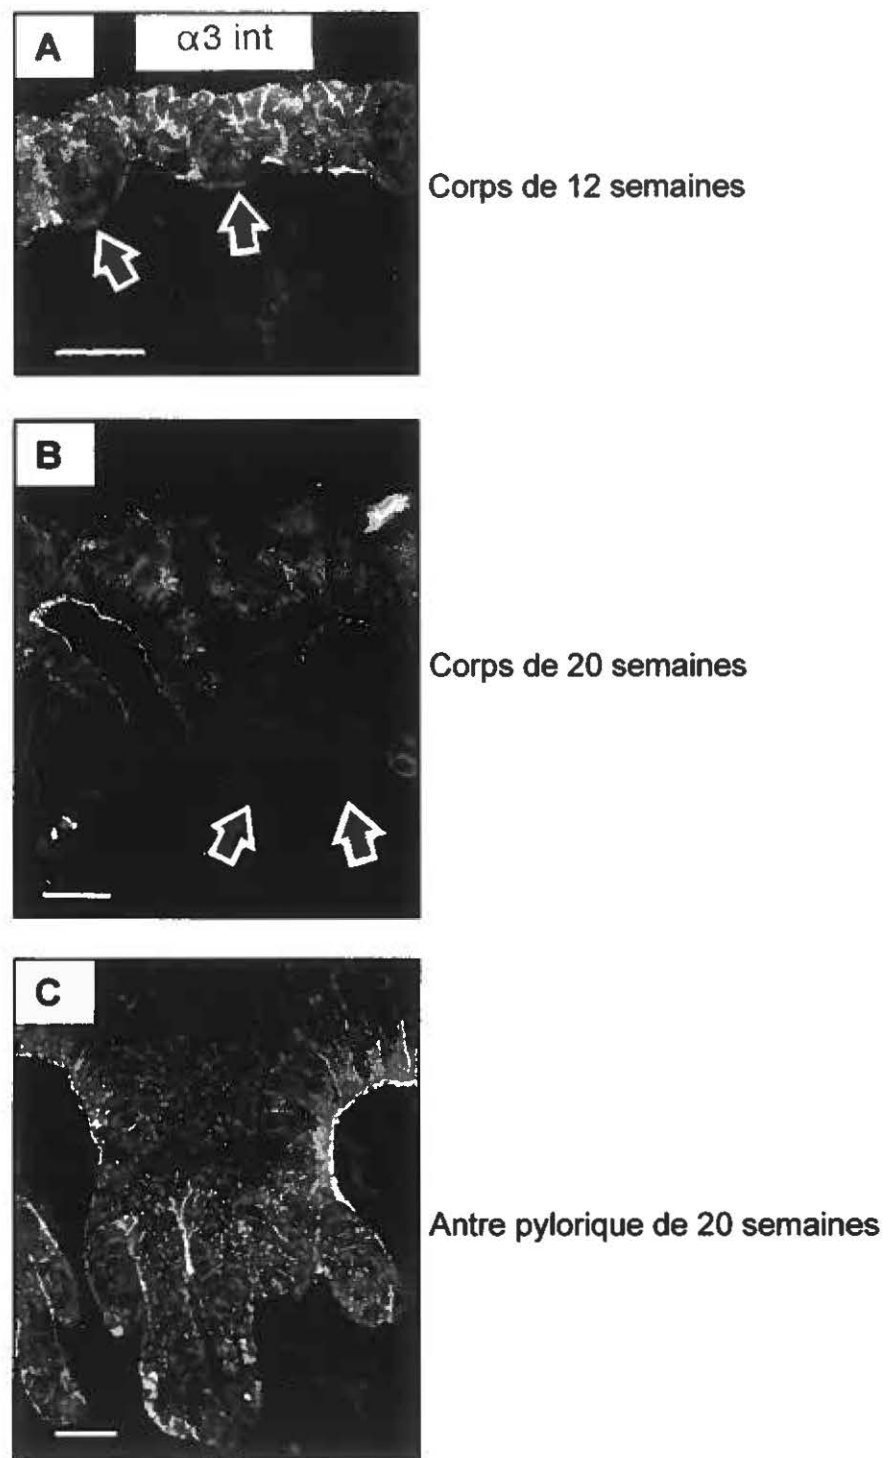 A
α3 int
Corps de 12 semaines
B
Corps de 20 semaines
C
Antre pylorique de 20 semaines